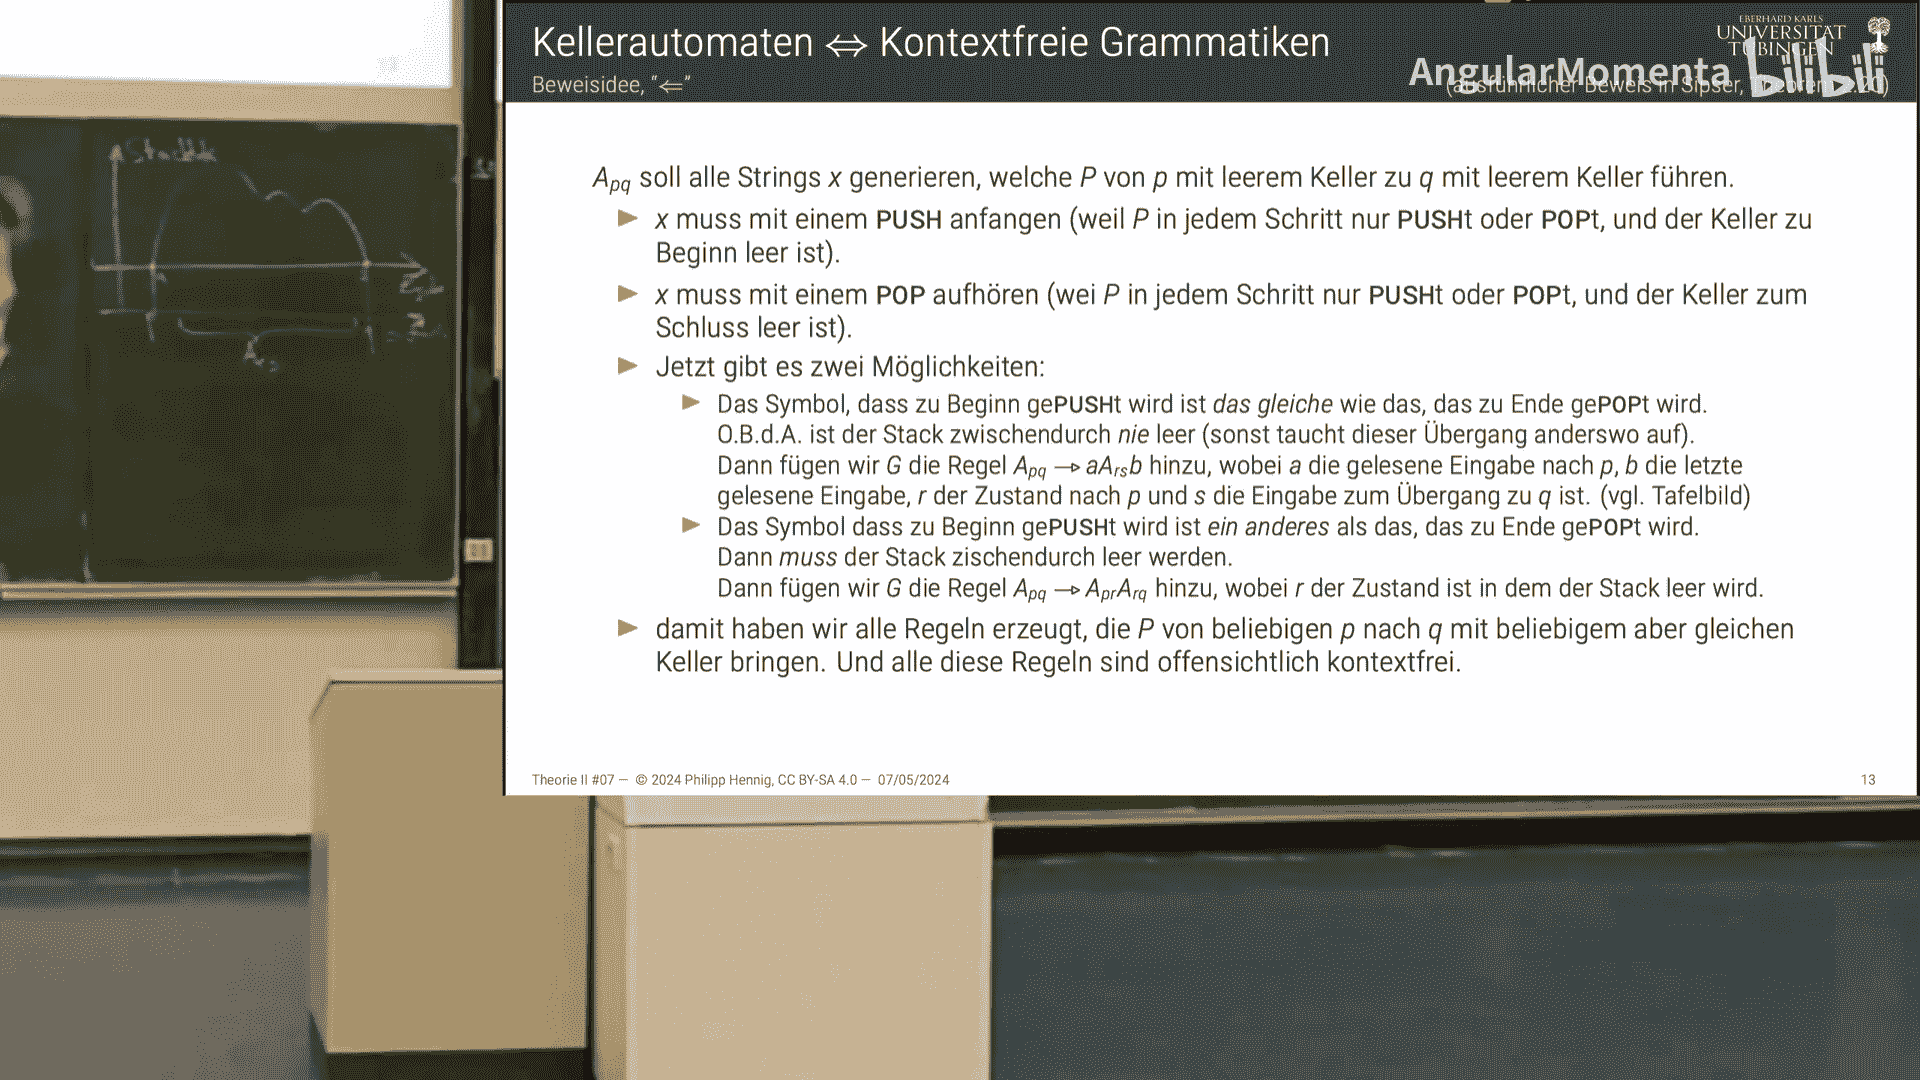 Kellerautomaten ⇔ Kontextfreie Grammatiken
Beweisidee, "⇐"
(ausführlicher Beweis in Sipser,
EBERHARD KARLS
UNIVERSITÄT
TÜBINGEN
AngularMomenta bilibili
A_pq soll alle Strings x generieren, welche P von p mit leerem Keller zu q mit leerem Keller führen.
▶ x muss mit einem PUSH anfangen (weil P in jedem Schritt nur PUSHt oder POPt, und der Keller zu
Beginn leer ist).
▶ x muss mit einem POP aufhören (wei P in jedem Schritt nur PUSHt oder POPt, und der Keller zum
Schluss leer ist).
▶ Jetzt gibt es zwei Möglichkeiten:
▶ Das Symbol, dass zu Beginn gePUSHt wird ist das gleiche wie das, das zu Ende gePOPt wird.
O.B.d.A. ist der Stack zwischendurch nie leer (sonst taucht dieser Übergang anderswo auf).
Dann fügen wir G die Regel A_pq → aA_rsb hinzu, wobei a die gelesene Eingabe nach p, b die letzte
gelesene Eingabe, r der Zustand nach p und s die Eingabe zum Übergang zu q ist. (vgl. Tafelbild)
▶ Das Symbol dass zu Beginn gePUSHt wird ist ein anderes als das, das zu Ende gePOPt wird.
Dann muss der Stack zischendurch leer werden.
Dann fügen wir G die Regel A_pq → A_prA_rq hinzu, wobei r der Zustand ist in dem der Stack leer wird.
▶ damit haben wir alle Regeln erzeugt, die P von beliebigen p nach q mit beliebigem aber gleichen
Keller bringen. Und alle diese Regeln sind offensichtlich kontextfrei.
Theorie II #07 — © 2024 Philipp Hennig, CC BY-SA 4.0 — 07/05/2024
13